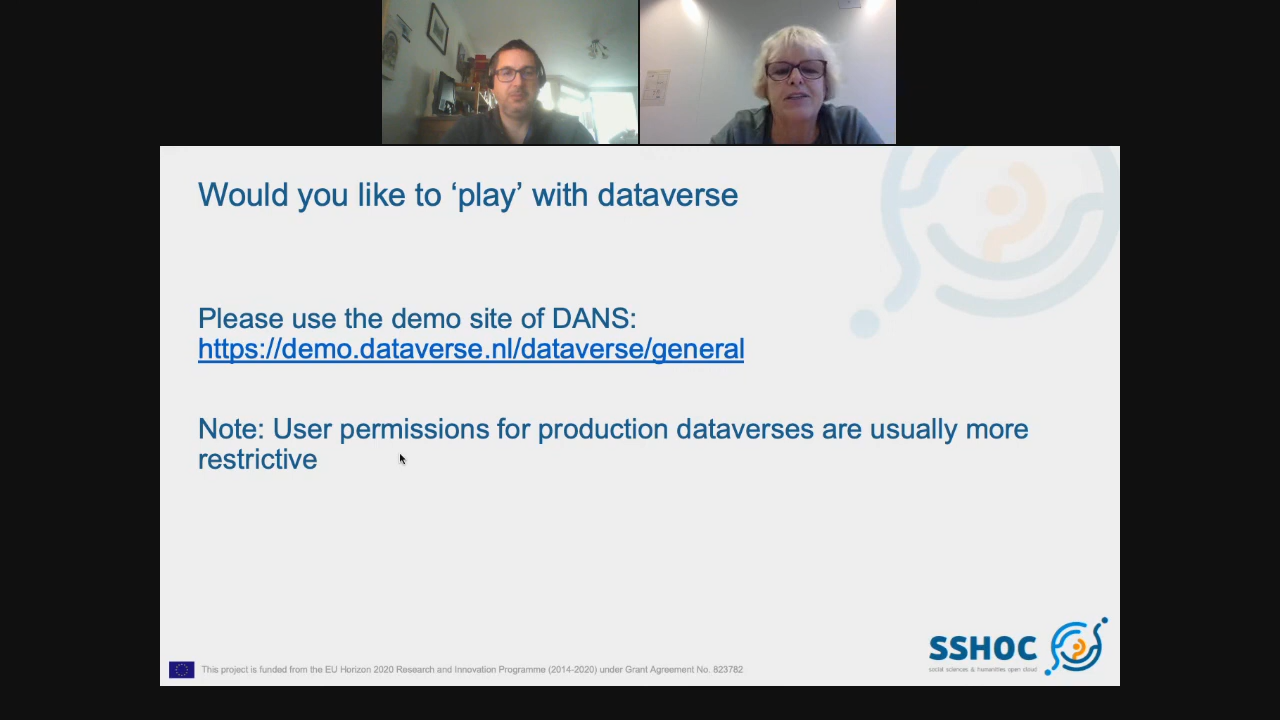 Would you like to ‘play’ with dataverse
Please use the demo site of DANS:
https://demo.dataverse.nl/dataverse/general
Note: User permissions for production dataverses are usually more
restrictive
SSHOC
social sciences & humanities open cloud
This project is funded from the EU Horizon 2020 Research and Innovation Programme (2014-2020) under Grant Agreement No. 823782